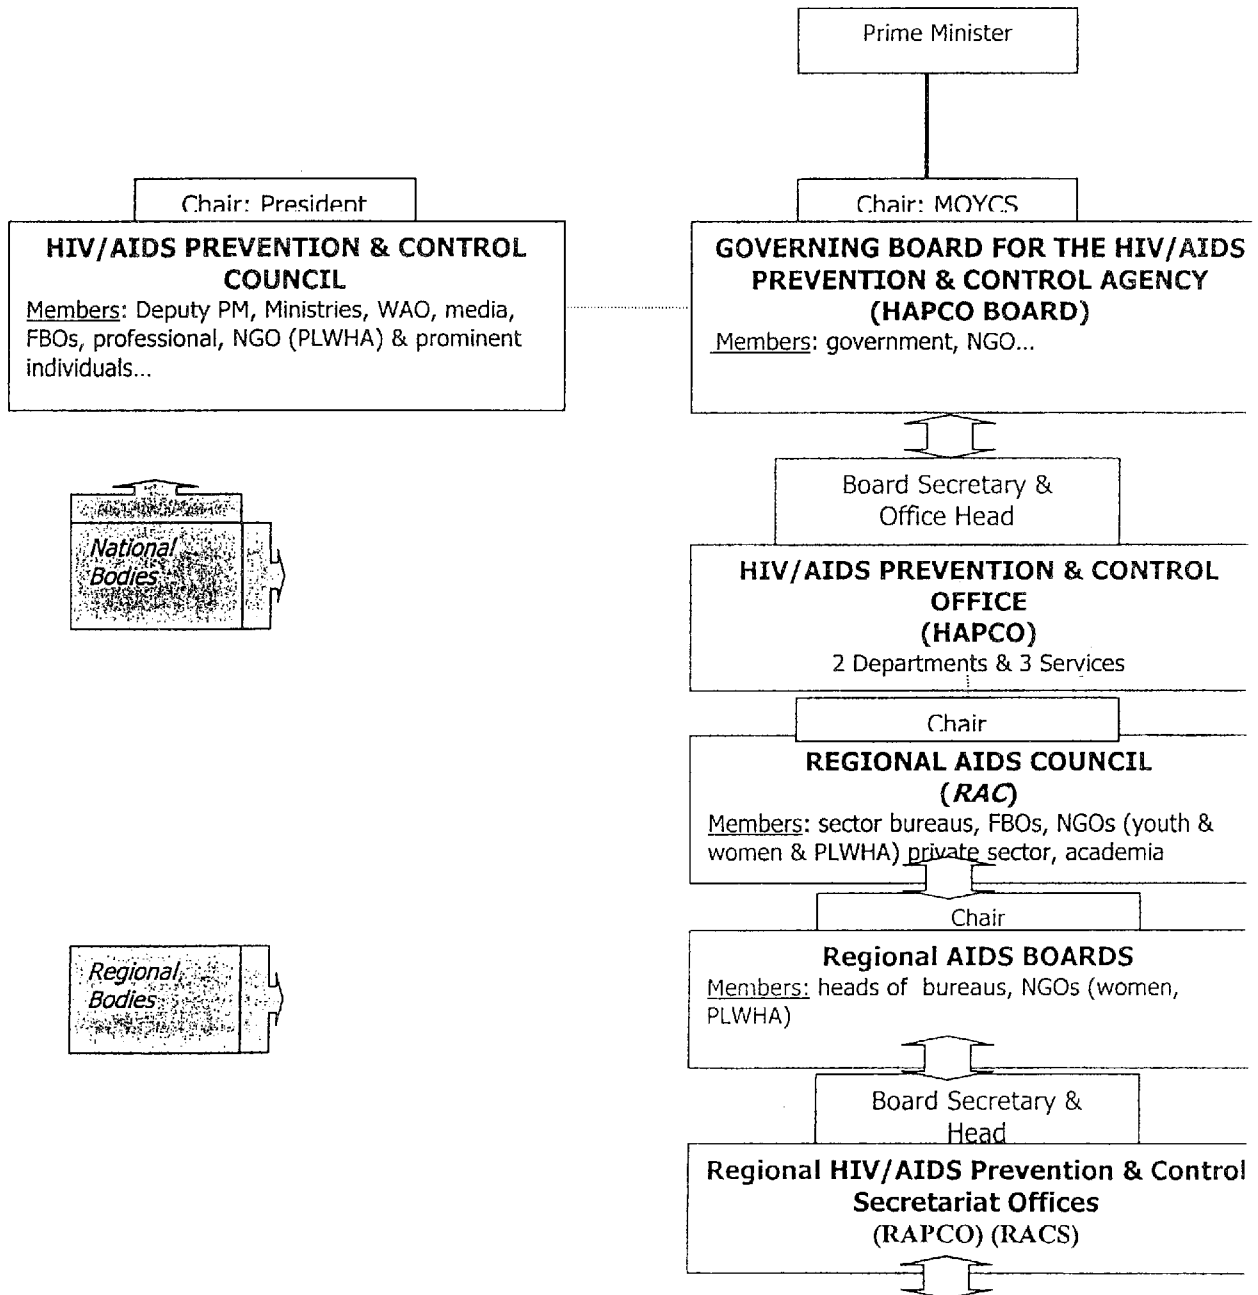 Prime Minister
Chair: President
HIV/AIDS PREVENTION & CONTROL
COUNCIL
Members: Deputy PM, Ministries, WAO, media,
FBOs, professional, NGO (PLWHA) & prominent
individuals...
Chair: MOYCS
GOVERNING BOARD FOR THE HIV/AIDS
PREVENTION & CONTROL AGENCY
(HAPCO BOARD)
Members: government, NGO...
Board Secretary &
Office Head
National
Bodies
HIV/AIDS PREVENTION & CONTROL
OFFICE
(HAPCO)
2 Departments & 3 Services
Chair
REGIONAL AIDS COUNCIL
(RAC)
Members: sector bureaus, FBOs, NGOs (youth &
women & PLWHA) private sector, academia
Chair
Regional
Bodies
Regional AIDS BOARDS
Members: heads of bureaus, NGOs (women,
PLWHA)
Board Secretary &
Head
Regional HIV/AIDS Prevention & Control
Secretariat Offices
(RAPCO) (RACS)